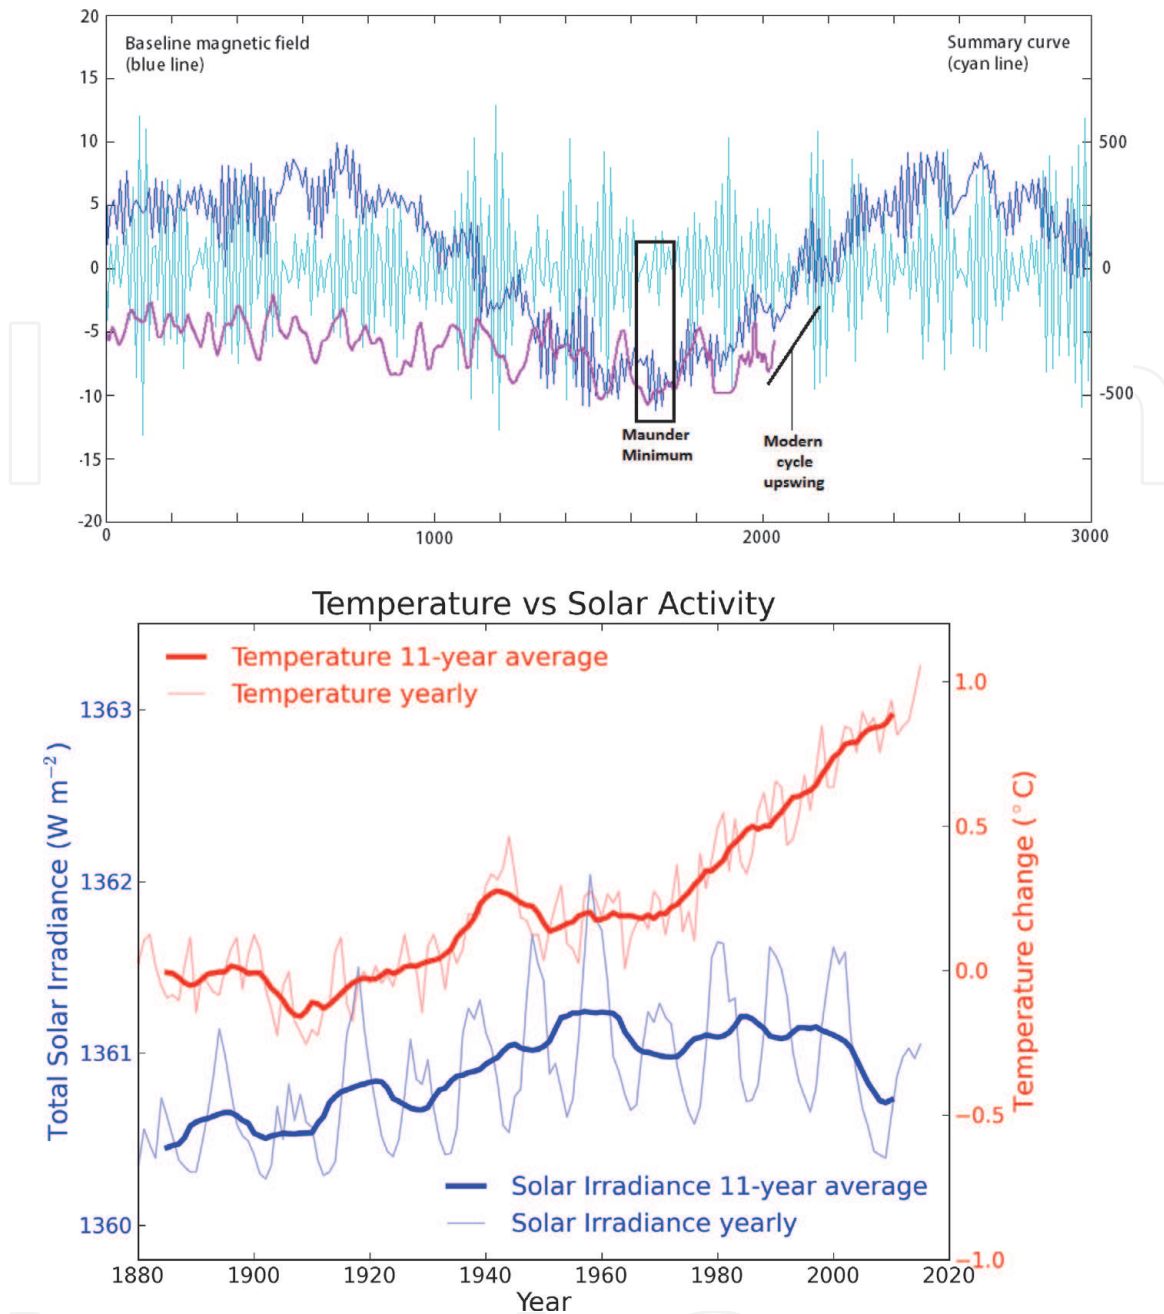 20
Baseline magnetic field
(blue line)
Summary curve
(cyan line)
15
10
500
5
0
0
-5
-10
-500
Maunder
Minimum
Modern
cycle
upswing
-15
-20
0
1000
2000
3000
Temperature vs Solar Activity
Temperature 11-year average
Temperature yearly
1.0
1363
0.5
1362
0.0
1361
−0.5
Solar Irradiance 11-year average
Solar Irradiance yearly
1360
−1.0
Total Solar Irradiance (W m⁻²)
Temperature change (°C)
1880
1900
1920
1940
1960
1980
2000
2020
Year